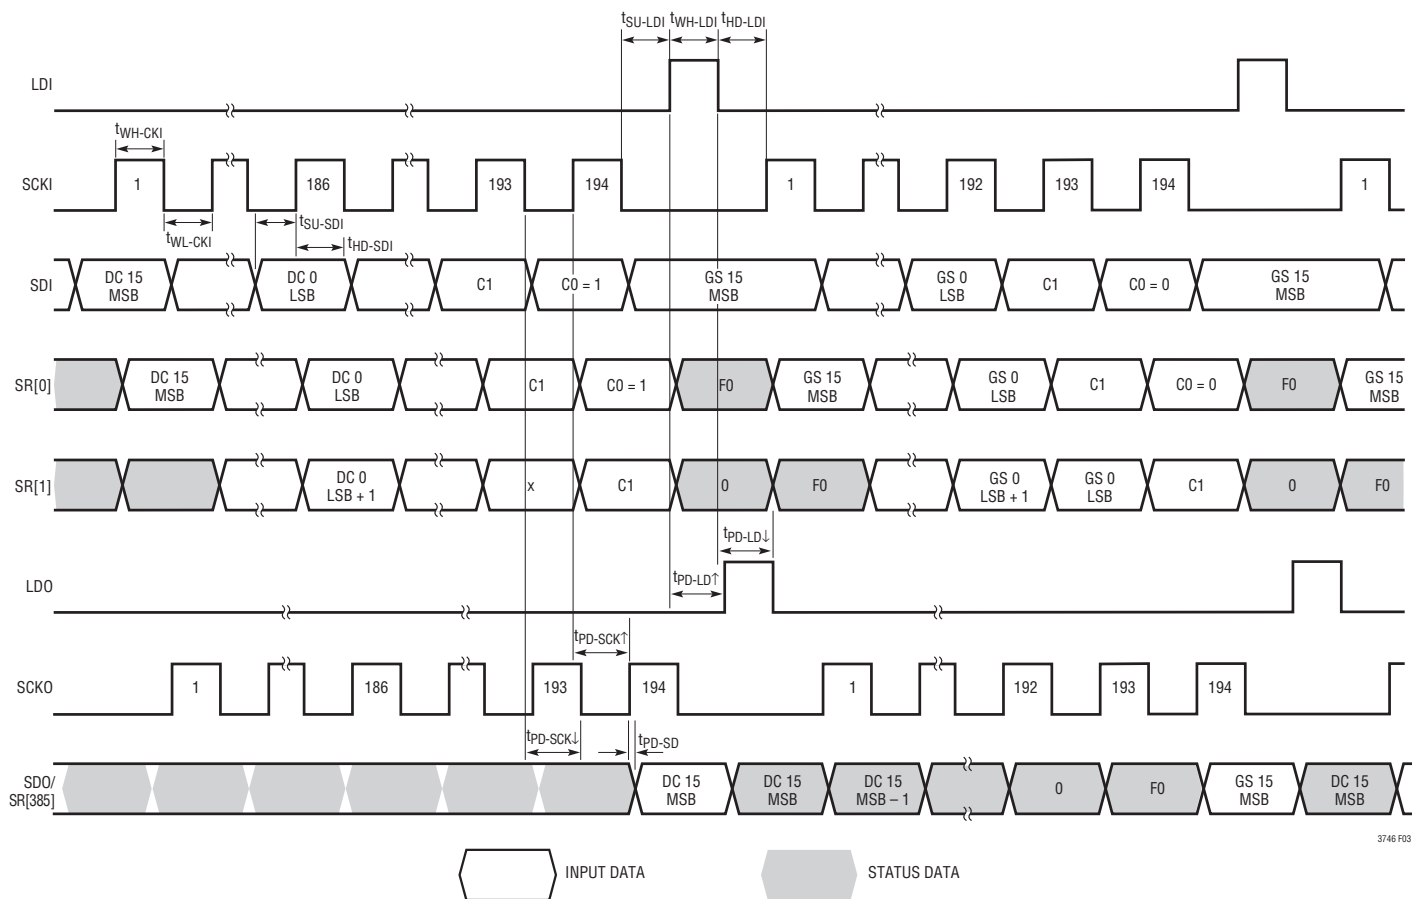 tSU-LDI tWH-LDI tHD-LDI
LDI
tWH-CKI
SCKI 1 186 193 194 1 192 193 194 1
tWL-CKI tSU-SDI tHD-SDI
SDI
DC 15
MSB
DC 0
LSB
C1
C0 = 1
GS 15
MSB
GS 0
LSB
C1
C0 = 0
GS 15
MSB
SR[0]
DC 15
MSB
DC 0
LSB
C1
C0 = 1
F0
GS 15
MSB
GS 0
LSB
C1
C0 = 0
F0
GS 15
MSB
SR[1]
DC 0
LSB + 1
x
C1
0
F0
GS 0
LSB + 1
GS 0
LSB
C1
0
F0
tPD-LD↓
LDO
tPD-LD↑
tPD-SCK↑
SCKO 1 186 193 194 1 192 193 194
tPD-SCK↓ tPD-SD
SDO/
SR[385]
DC 15
MSB
DC 15
MSB
DC 15
MSB – 1
0
F0
GS 15
MSB
DC 15
MSB
3746 F03
INPUT DATA
STATUS DATA